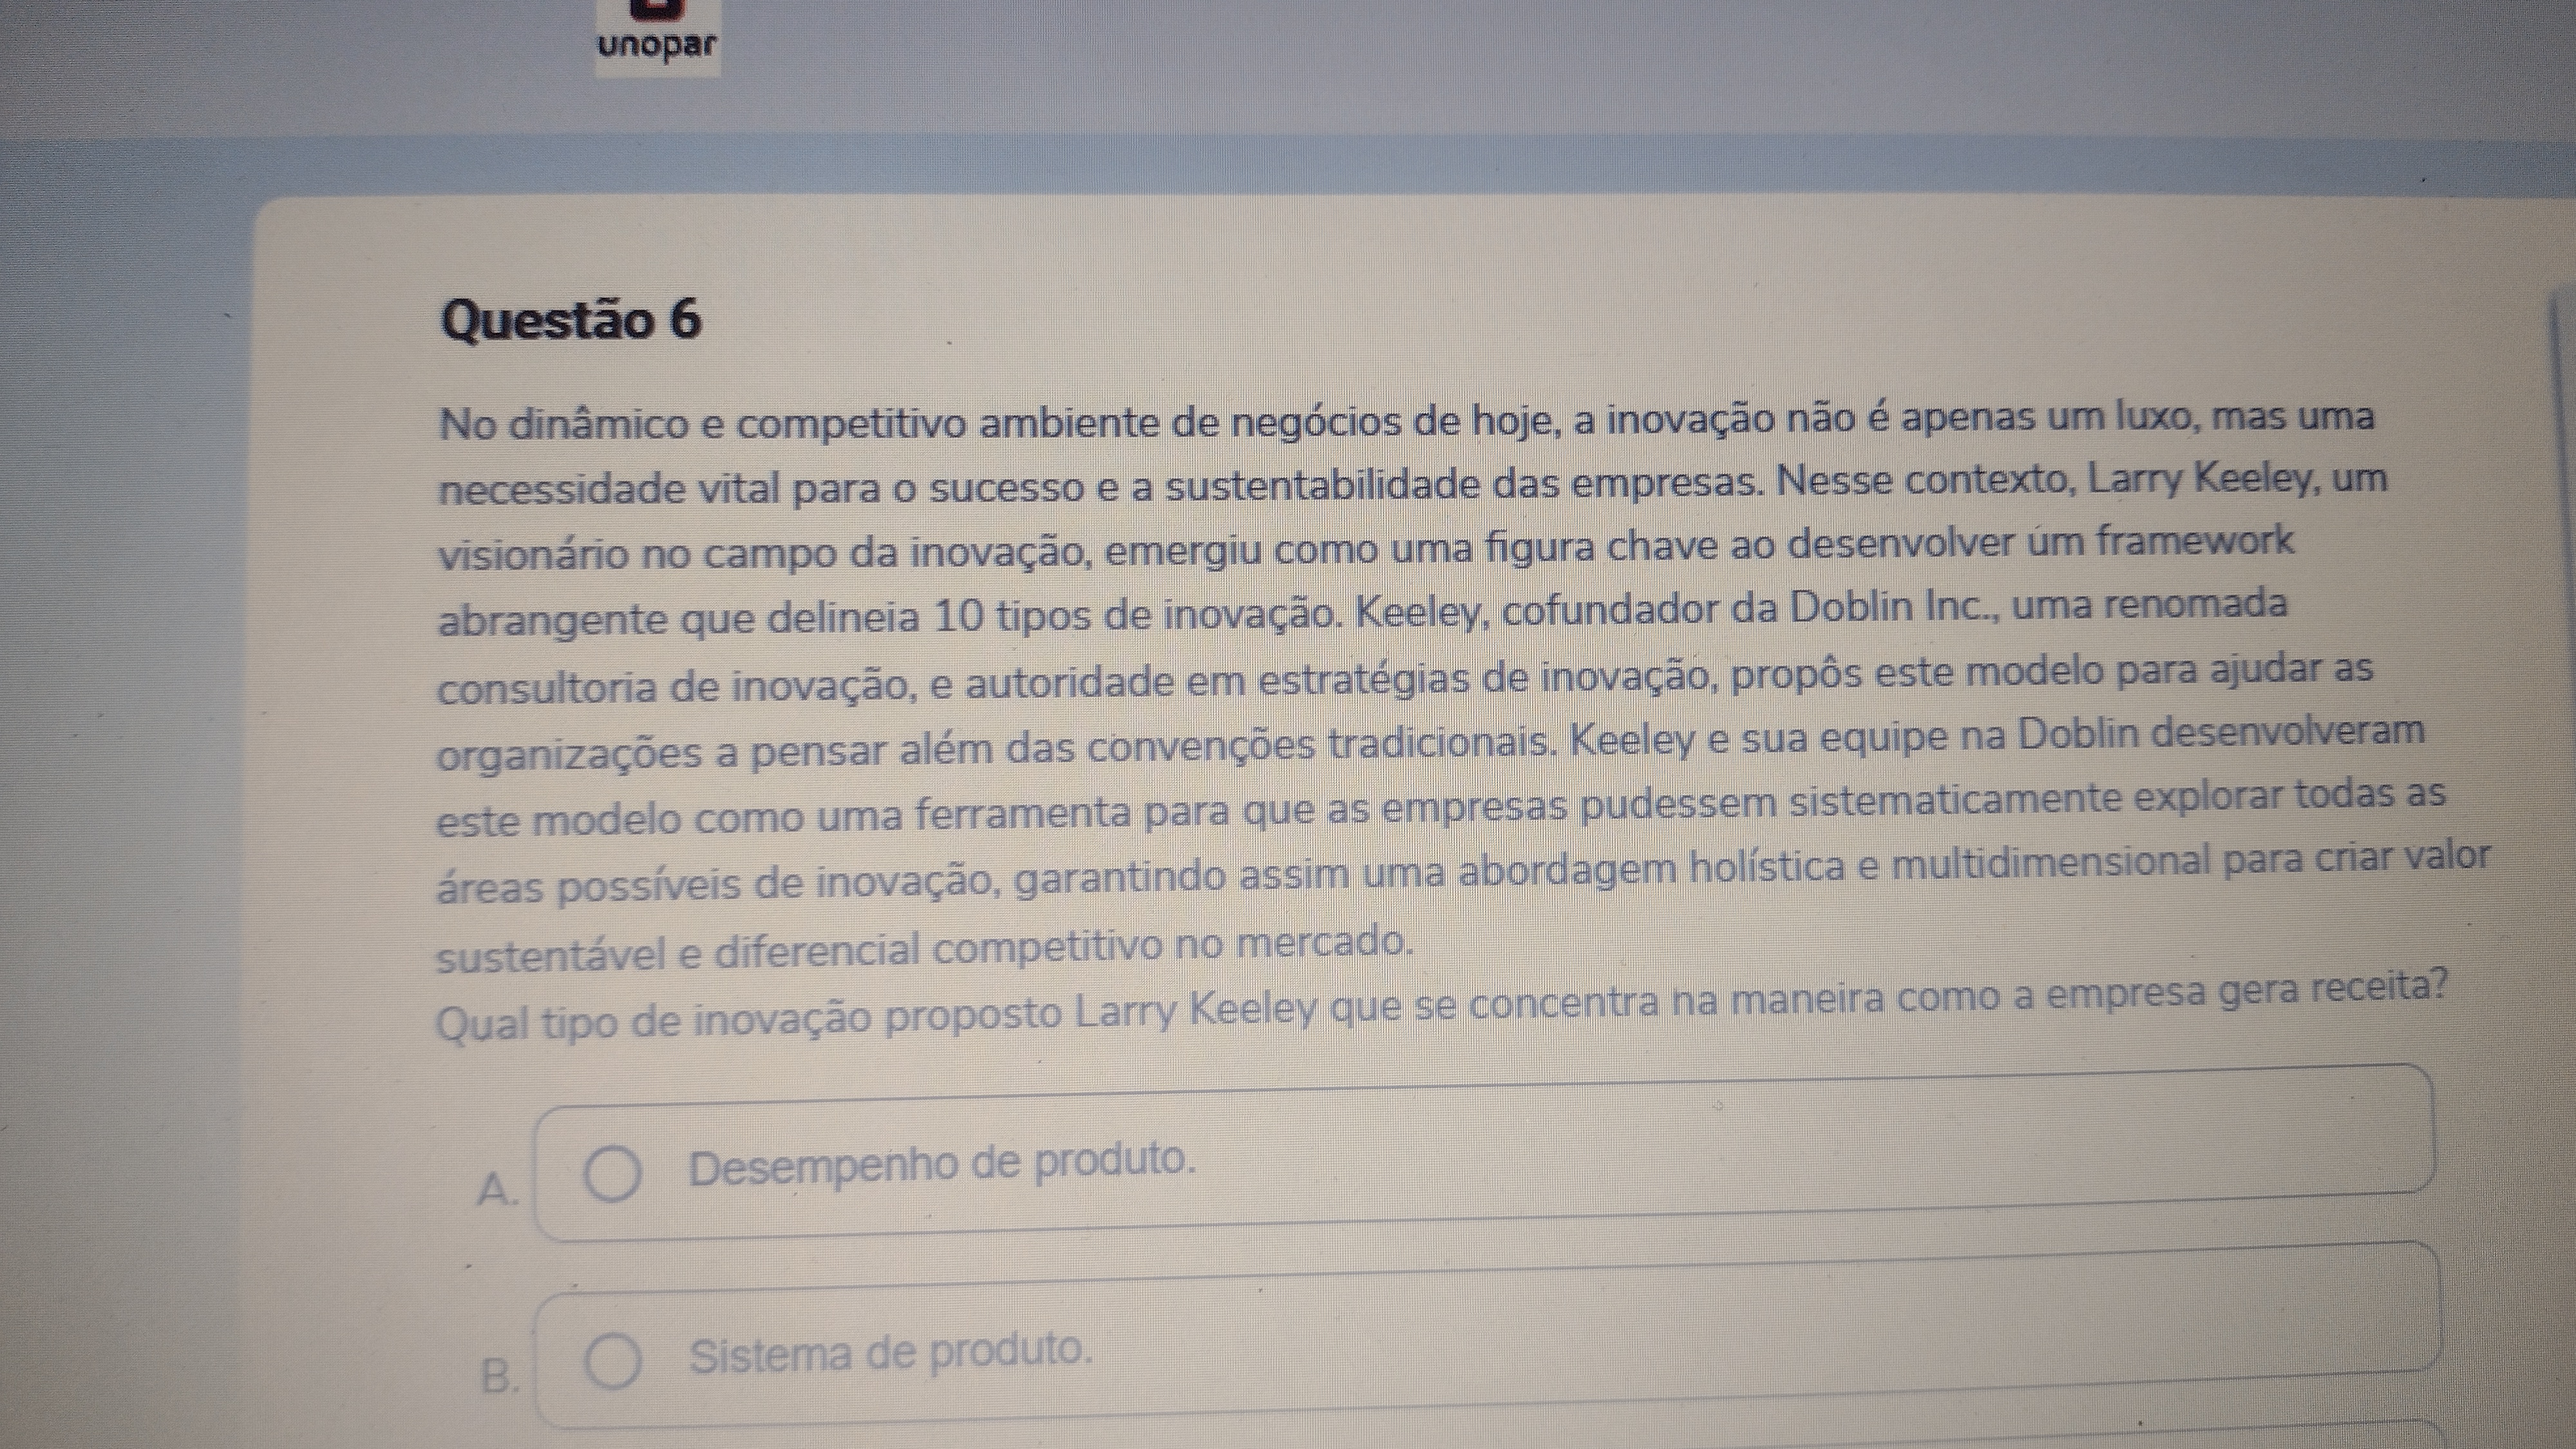 unopar
Questão 6
No dinâmico e competitivo ambiente de negócios de hoje, a inovação não é apenas um luxo, mas uma
necessidade vital para o sucesso e a sustentabilidade das empresas. Nesse contexto, Larry Keeley, um
visionário no campo da inovação, emergiu como uma figura chave ao desenvolver um framework
abrangente que delineia 10 tipos de inovação. Keeley, cofundador da Doblin Inc., uma renomada
consultoria de inovação, e autoridade em estratégias de inovação, propôs este modelo para ajudar as
organizações a pensar além das convenções tradicionais. Keeley e sua equipe na Doblin desenvolveram
este modelo como uma ferramenta para que as empresas pudessem sistematicamente explorar todas as
áreas possíveis de inovação, garantindo assim uma abordagem holística e multidimensional para criar valor
sustentável e diferencial competitivo no mercado.
Qual tipo de inovação proposto Larry Keeley que se concentra na maneira como a empresa gera receita?
A. Desempenho de produto.
B. Sistema de produto.